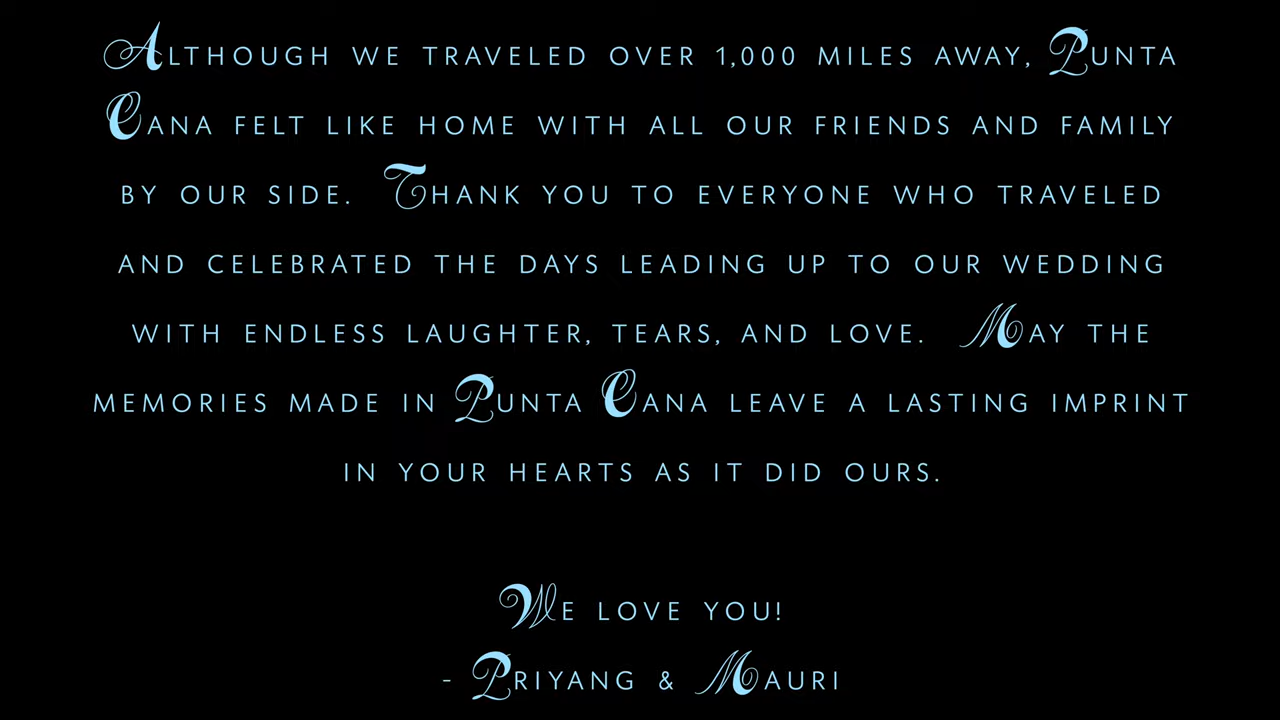 ALTHOUGH WE TRAVELED OVER 1,000 MILES AWAY, PUNTA
CANA FELT LIKE HOME WITH ALL OUR FRIENDS AND FAMILY
BY OUR SIDE. THANK YOU TO EVERYONE WHO TRAVELED
AND CELEBRATED THE DAYS LEADING UP TO OUR WEDDING
WITH ENDLESS LAUGHTER, TEARS, AND LOVE. MAY THE
MEMORIES MADE IN PUNTA CANA LEAVE A LASTING IMPRINT
IN YOUR HEARTS AS IT DID OURS.
WE LOVE YOU!
- PRIYANG & MAURI